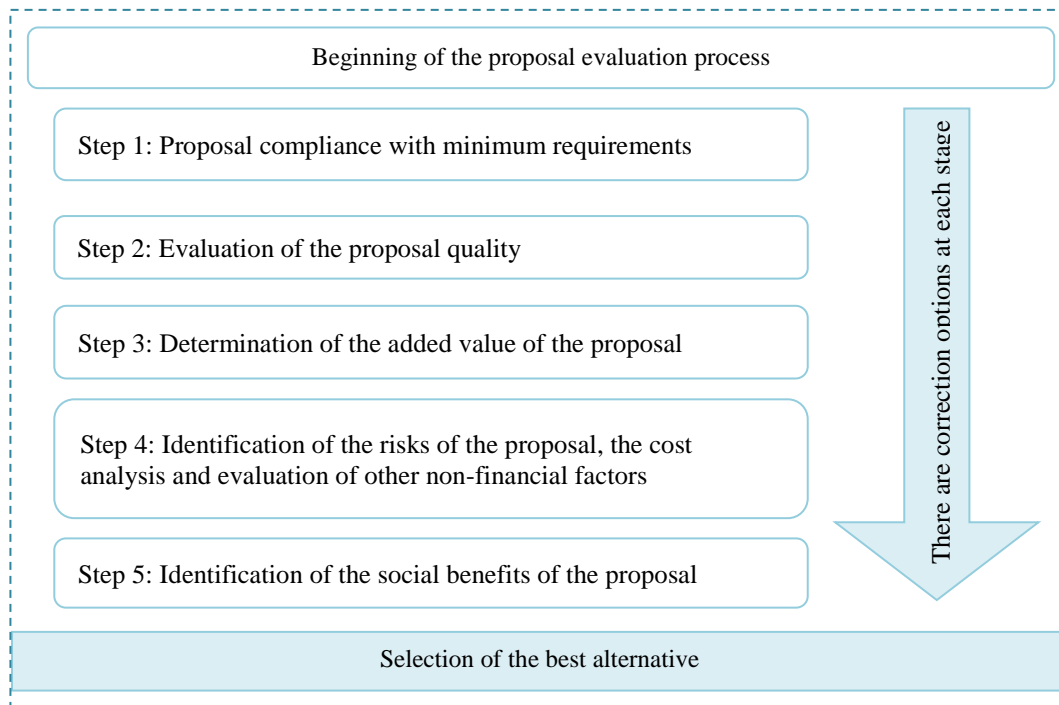 Beginning of the proposal evaluation process
Step 1: Proposal compliance with minimum requirements
Step 2: Evaluation of the proposal quality
Step 3: Determination of the added value of the proposal
Step 4: Identification of the risks of the proposal, the cost
analysis and evaluation of other non-financial factors
Step 5: Identification of the social benefits of the proposal
There are correction options at each stage
Selection of the best alternative